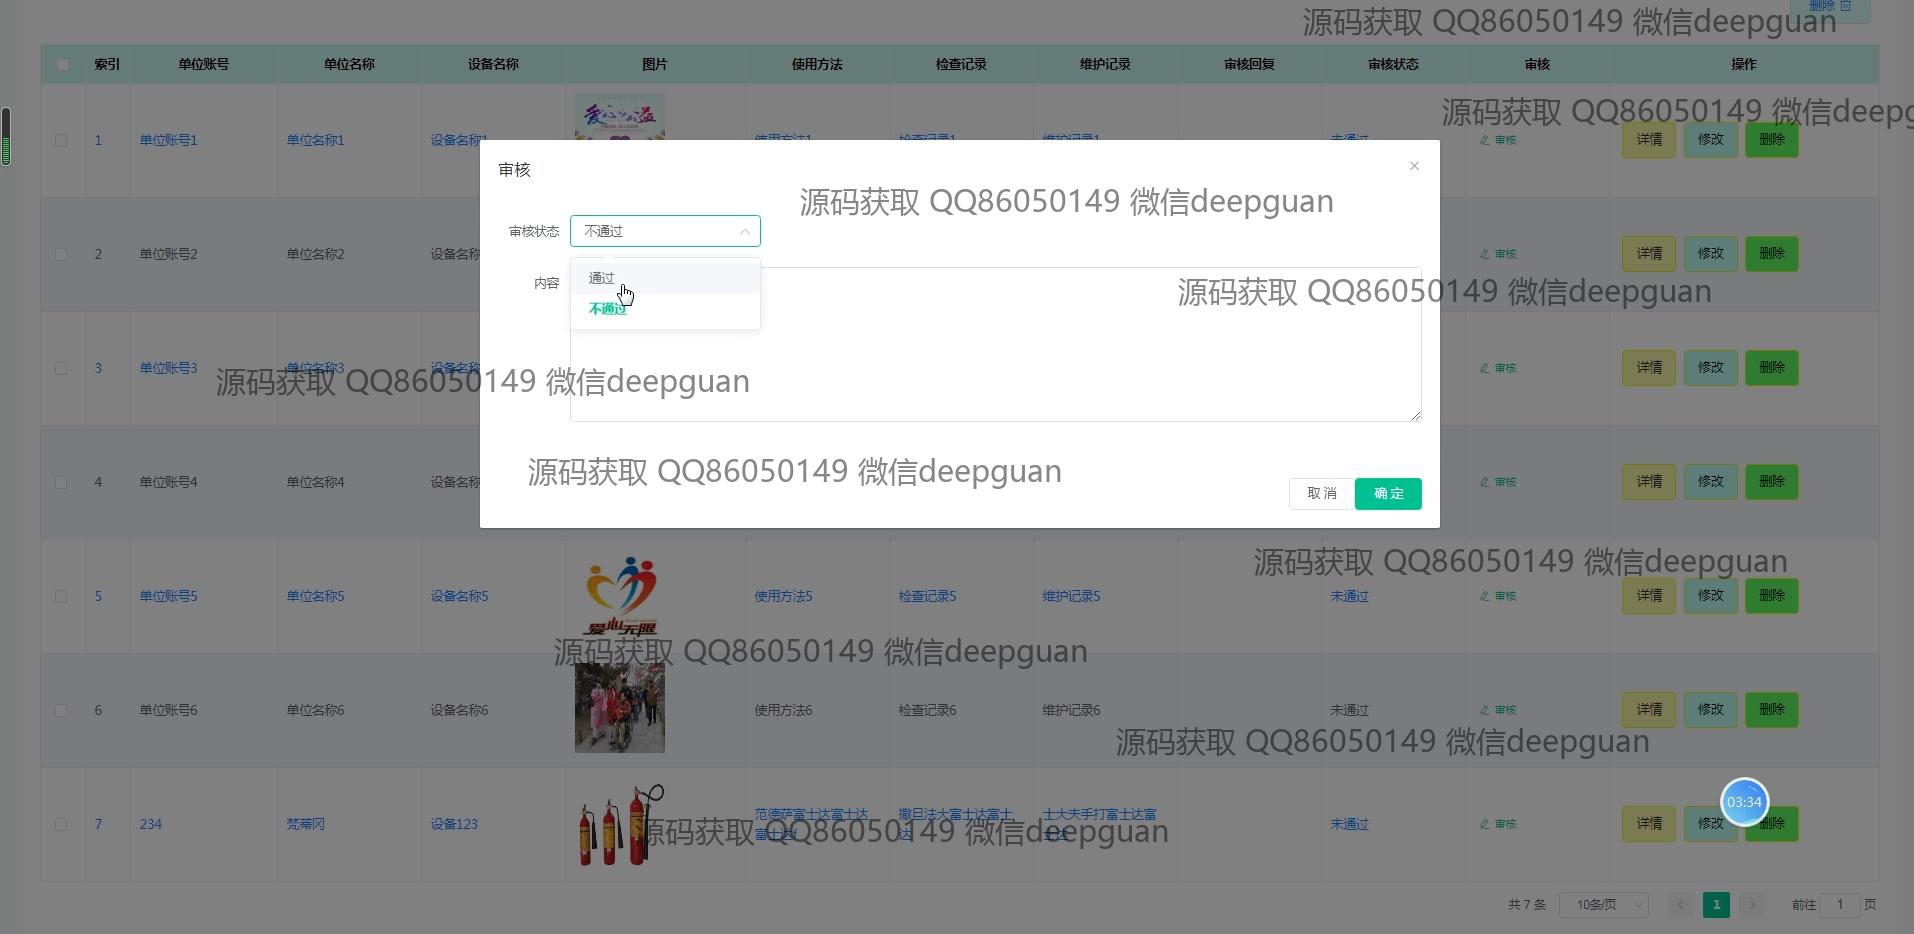 删除
源码获取 QQ86050149 微信deepguan
索引 单位账号 单位名称 设备名称 图片 使用方法 检查记录 维护记录 审核回复 审核状态 审核 操作
爱心公益
源码获取 QQ86050149 微信deepg
1 单位账号1 单位名称1 设备名称1 使用方法1 检查记录1 维护记录1 未通过 审核 详情 修改 删除
审核
源码获取 QQ86050149 微信deepguan
审核状态 不通过
2 单位账号2 单位名称2 设备名称 审核 详情 修改 删除
内容
通过
不通过
源码获取 QQ86050149 微信deepguan
3 单位账号3 单位名称3 设备名称 审核 详情 修改 删除
源码获取 QQ86050149 微信deepguan
源码获取 QQ86050149 微信deepguan
4 单位账号4 单位名称4 设备名称 审核 详情 修改 删除
取消 确定
源码获取 QQ86050149 微信deepguan
5 单位账号5 单位名称5 设备名称5 使用方法5 检查记录5 维护记录5 未通过 审核 详情 修改 删除
爱心无限
源码获取 QQ86050149 微信deepguan
6 单位账号6 单位名称6 设备名称6 使用方法6 检查记录6 维护记录6 未通过 审核 详情 修改 删除
源码获取 QQ86050149 微信deepguan
03:34
7 234 梵蒂冈 设备123 范德萨富士达富士达 撒旦法大富士达富士 士大夫手打富士达富 未通过 审核 详情 修改 删除
源码获取 QQ86050149 微信deepguan
共 7 条 10条/页 1 前往 1 页